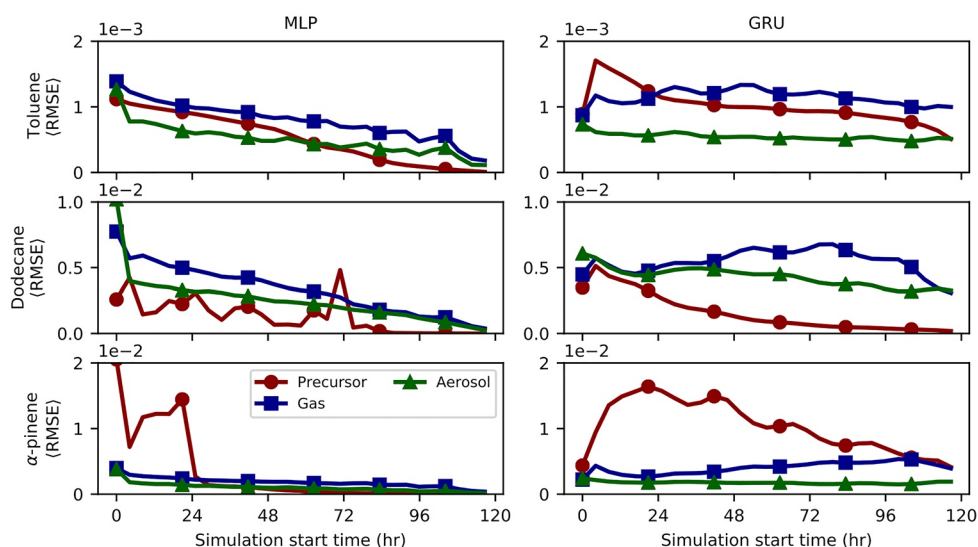 MLP
GRU
1e−3
1e−3
Toluene
⟨RMSE⟩
2
1
0
2
1
0
1e−2
1e−2
Dodecane
⟨RMSE⟩
1.0
0.5
0.0
1.0
0.5
0.0
1e−2
1e−2
α-pinene
⟨RMSE⟩
2
1
0
2
1
0
Precursor
Aerosol
Gas
0 24 48 72 96 120
0 24 48 72 96 120
Simulation start time (hr)
Simulation start time (hr)